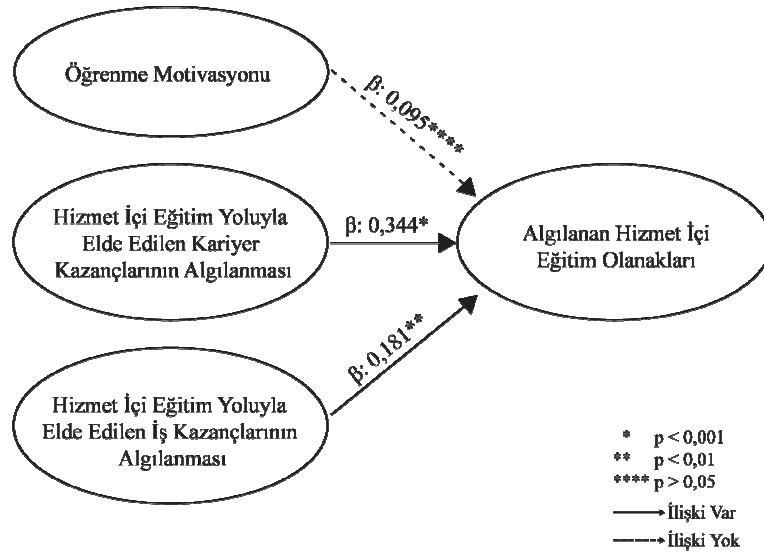 Öğrenme Motivasyonu
β: 0,095****
Hizmet İçi Eğitim Yoluyla
Elde Edilen Kariyer
Kazançlarının Algılanması
β: 0,344*
Algılanan Hizmet İçi
Eğitim Olanakları
β: 0,181**
Hizmet İçi Eğitim Yoluyla
Elde Edilen İş Kazançlarının
Algılanması
* p < 0,001
** p < 0,01
**** p > 0,05
İlişki Var
İlişki Yok